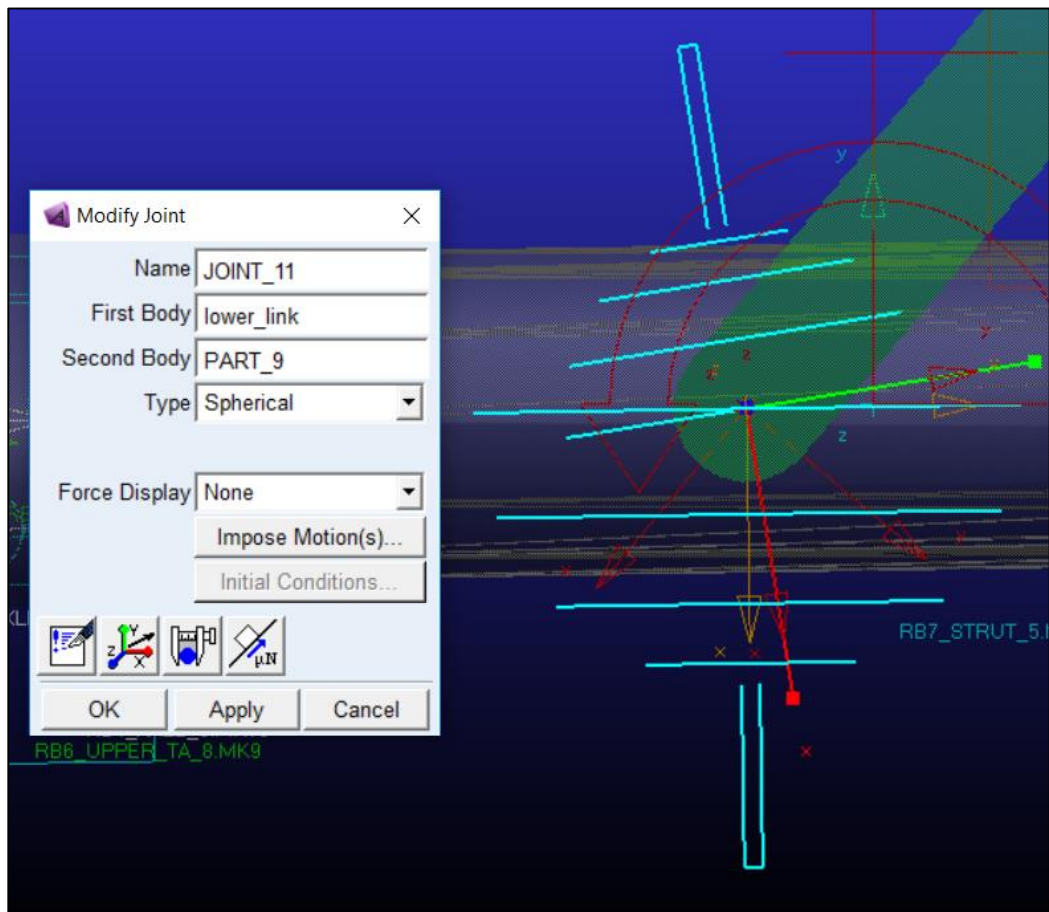 Modify Joint
Name JOINT_11
First Body lower_link
Second Body PART_9
Type Spherical
Force Display None
Impose Motion(s)...
Initial Conditions...
μN
OK Apply Cancel
RB6_UPPER_TA_8.MK9
y
y
z
z
x
y
x
x
x
RB7_STRUT_5.